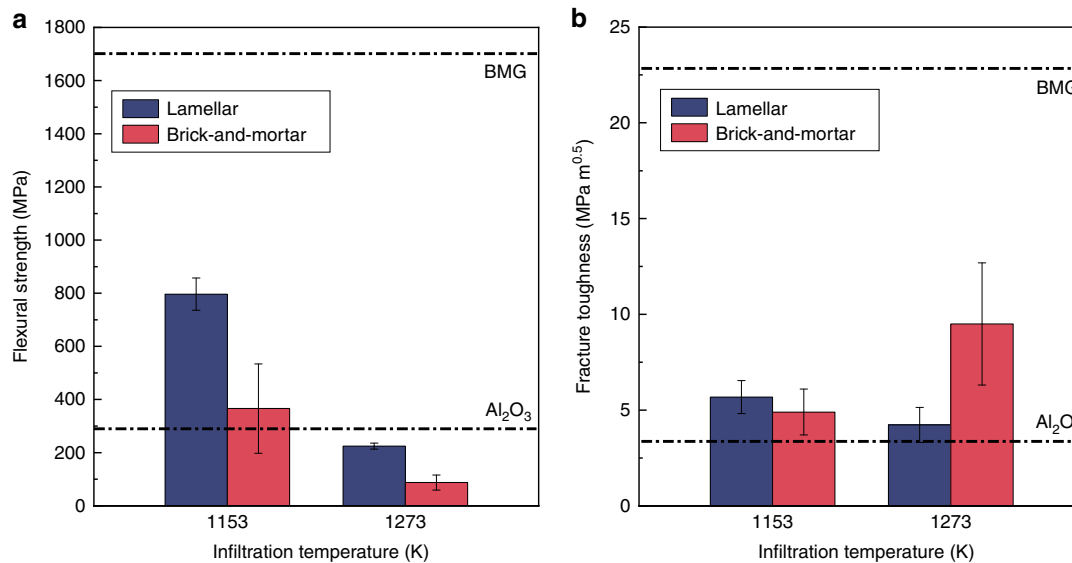 a
1800
1600
1400
1200
1000
800
600
400
200
0
Flexural strength (MPa)
BMG
Lamellar
Brick-and-mortar
Al₂O₃
1153
1273
Infiltration temperature (K)
b
25
20
15
10
5
0
Fracture toughness (MPa m⁰·⁵)
BMG
Lamellar
Brick-and-mortar
Al₂O
1153
1273
Infiltration temperature (K)